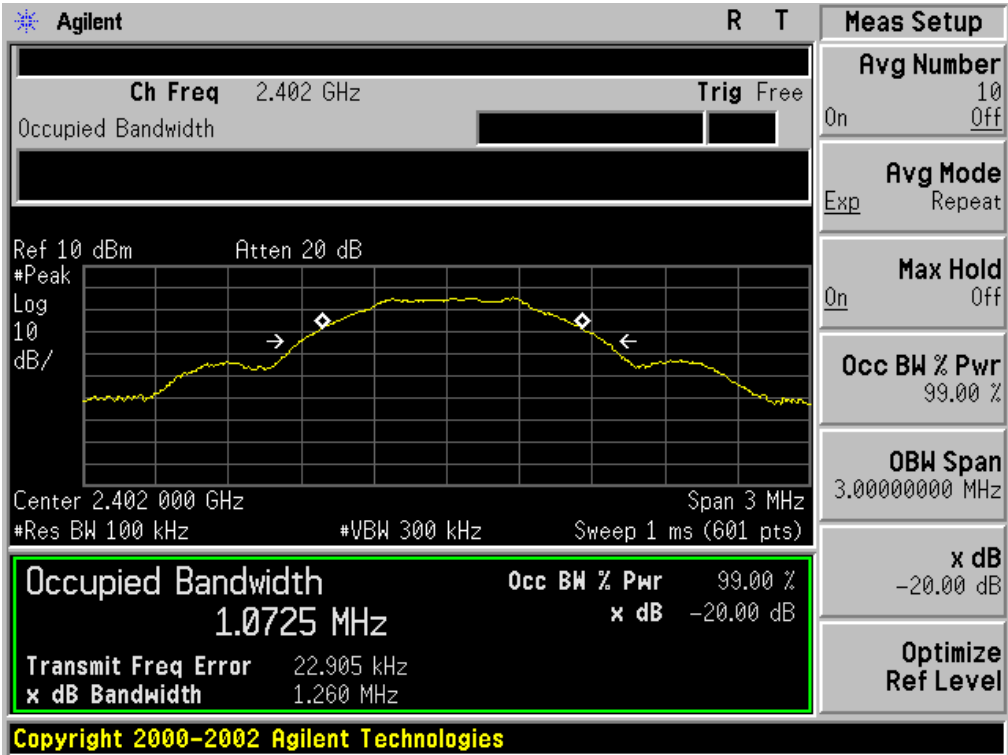 Agilent R T
Ch Freq 2.402 GHz Trig Free
Occupied Bandwidth
Ref 10 dBm Atten 20 dB
#Peak
Log
10
dB/
Center 2.402 000 GHz Span 3 MHz
#Res BW 100 kHz #VBW 300 kHz Sweep 1 ms (601 pts)
Occupied Bandwidth
1.0725 MHz
Occ BW % Pwr 99.00 %
x dB -20.00 dB
Transmit Freq Error 22.905 kHz
x dB Bandwidth 1.260 MHz
Copyright 2000-2002 Agilent Technologies
Meas Setup
Avg Number
10
On Off
Avg Mode
Exp Repeat
Max Hold
On Off
Occ BW % Pwr
99.00 %
OBW Span
3.00000000 MHz
x dB
-20.00 dB
Optimize
Ref Level